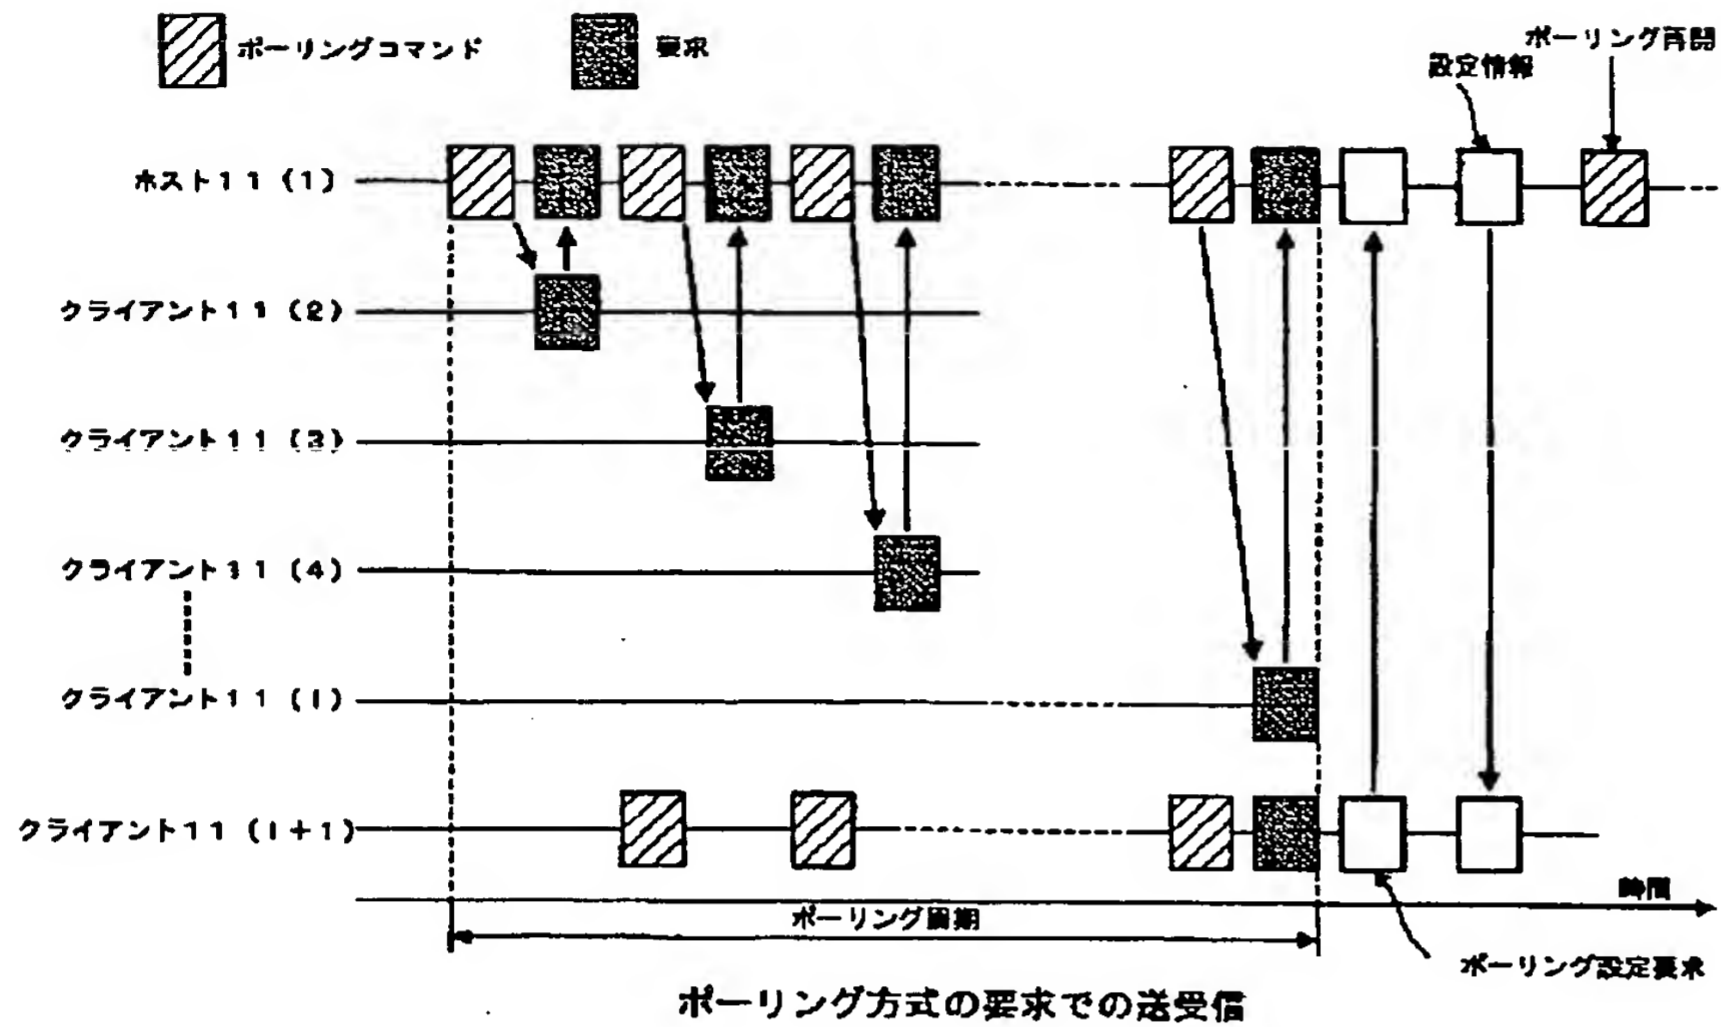 ポーリングコマンド
要求
ポーリング再開
設定情報
ホスト11(1)
クライアント11(2)
クライアント11(3)
クライアント11(4)
クライアント11(I)
クライアント11(I+1)
時間
ポーリング周期
ポーリング設定要求
ポーリング方式の要求での送受信